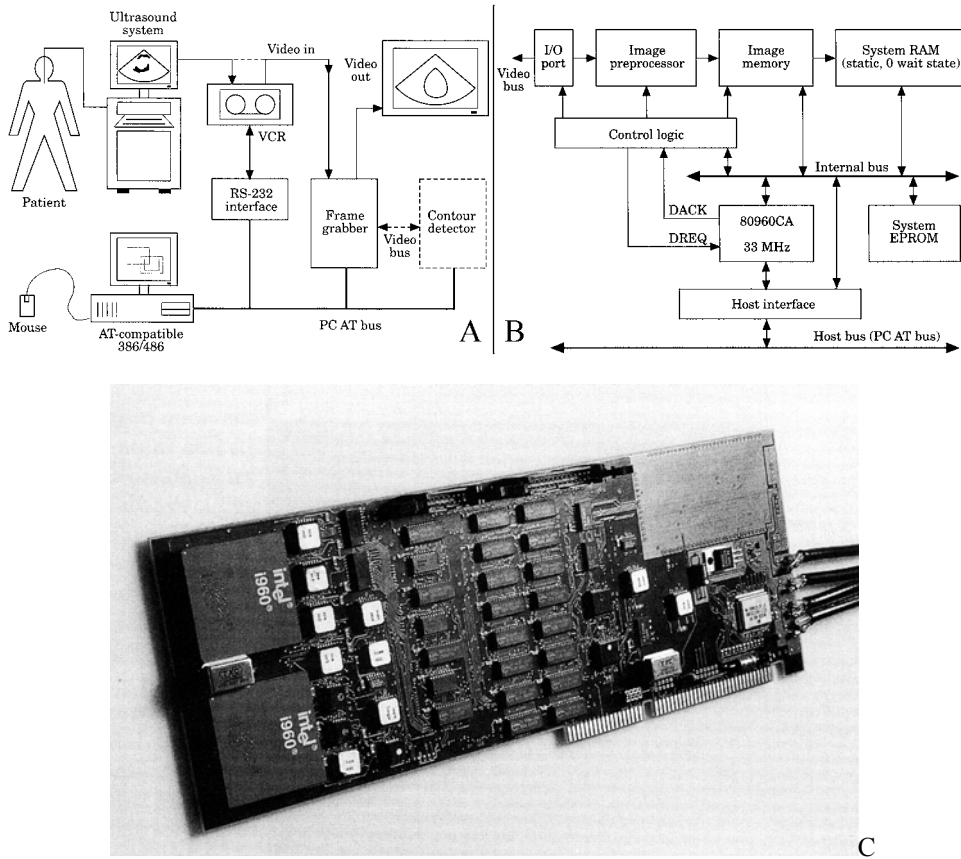 Ultrasound
system
Video in
Video
out
VCR
Patient
RS-232
interface
Frame
grabber
Video
bus
Contour
detector
Mouse
AT-compatible
386/486
PC AT bus
A
B
I/O
port
Video
bus
Image
preprocessor
Image
memory
System RAM
(static, 0 wait state)
Control logic
Internal bus
DACK
DREQ
80960CA
33 MHz
System
EPROM
Host interface
Host bus (PC AT bus)
intel
i960®
intel
i960®
C